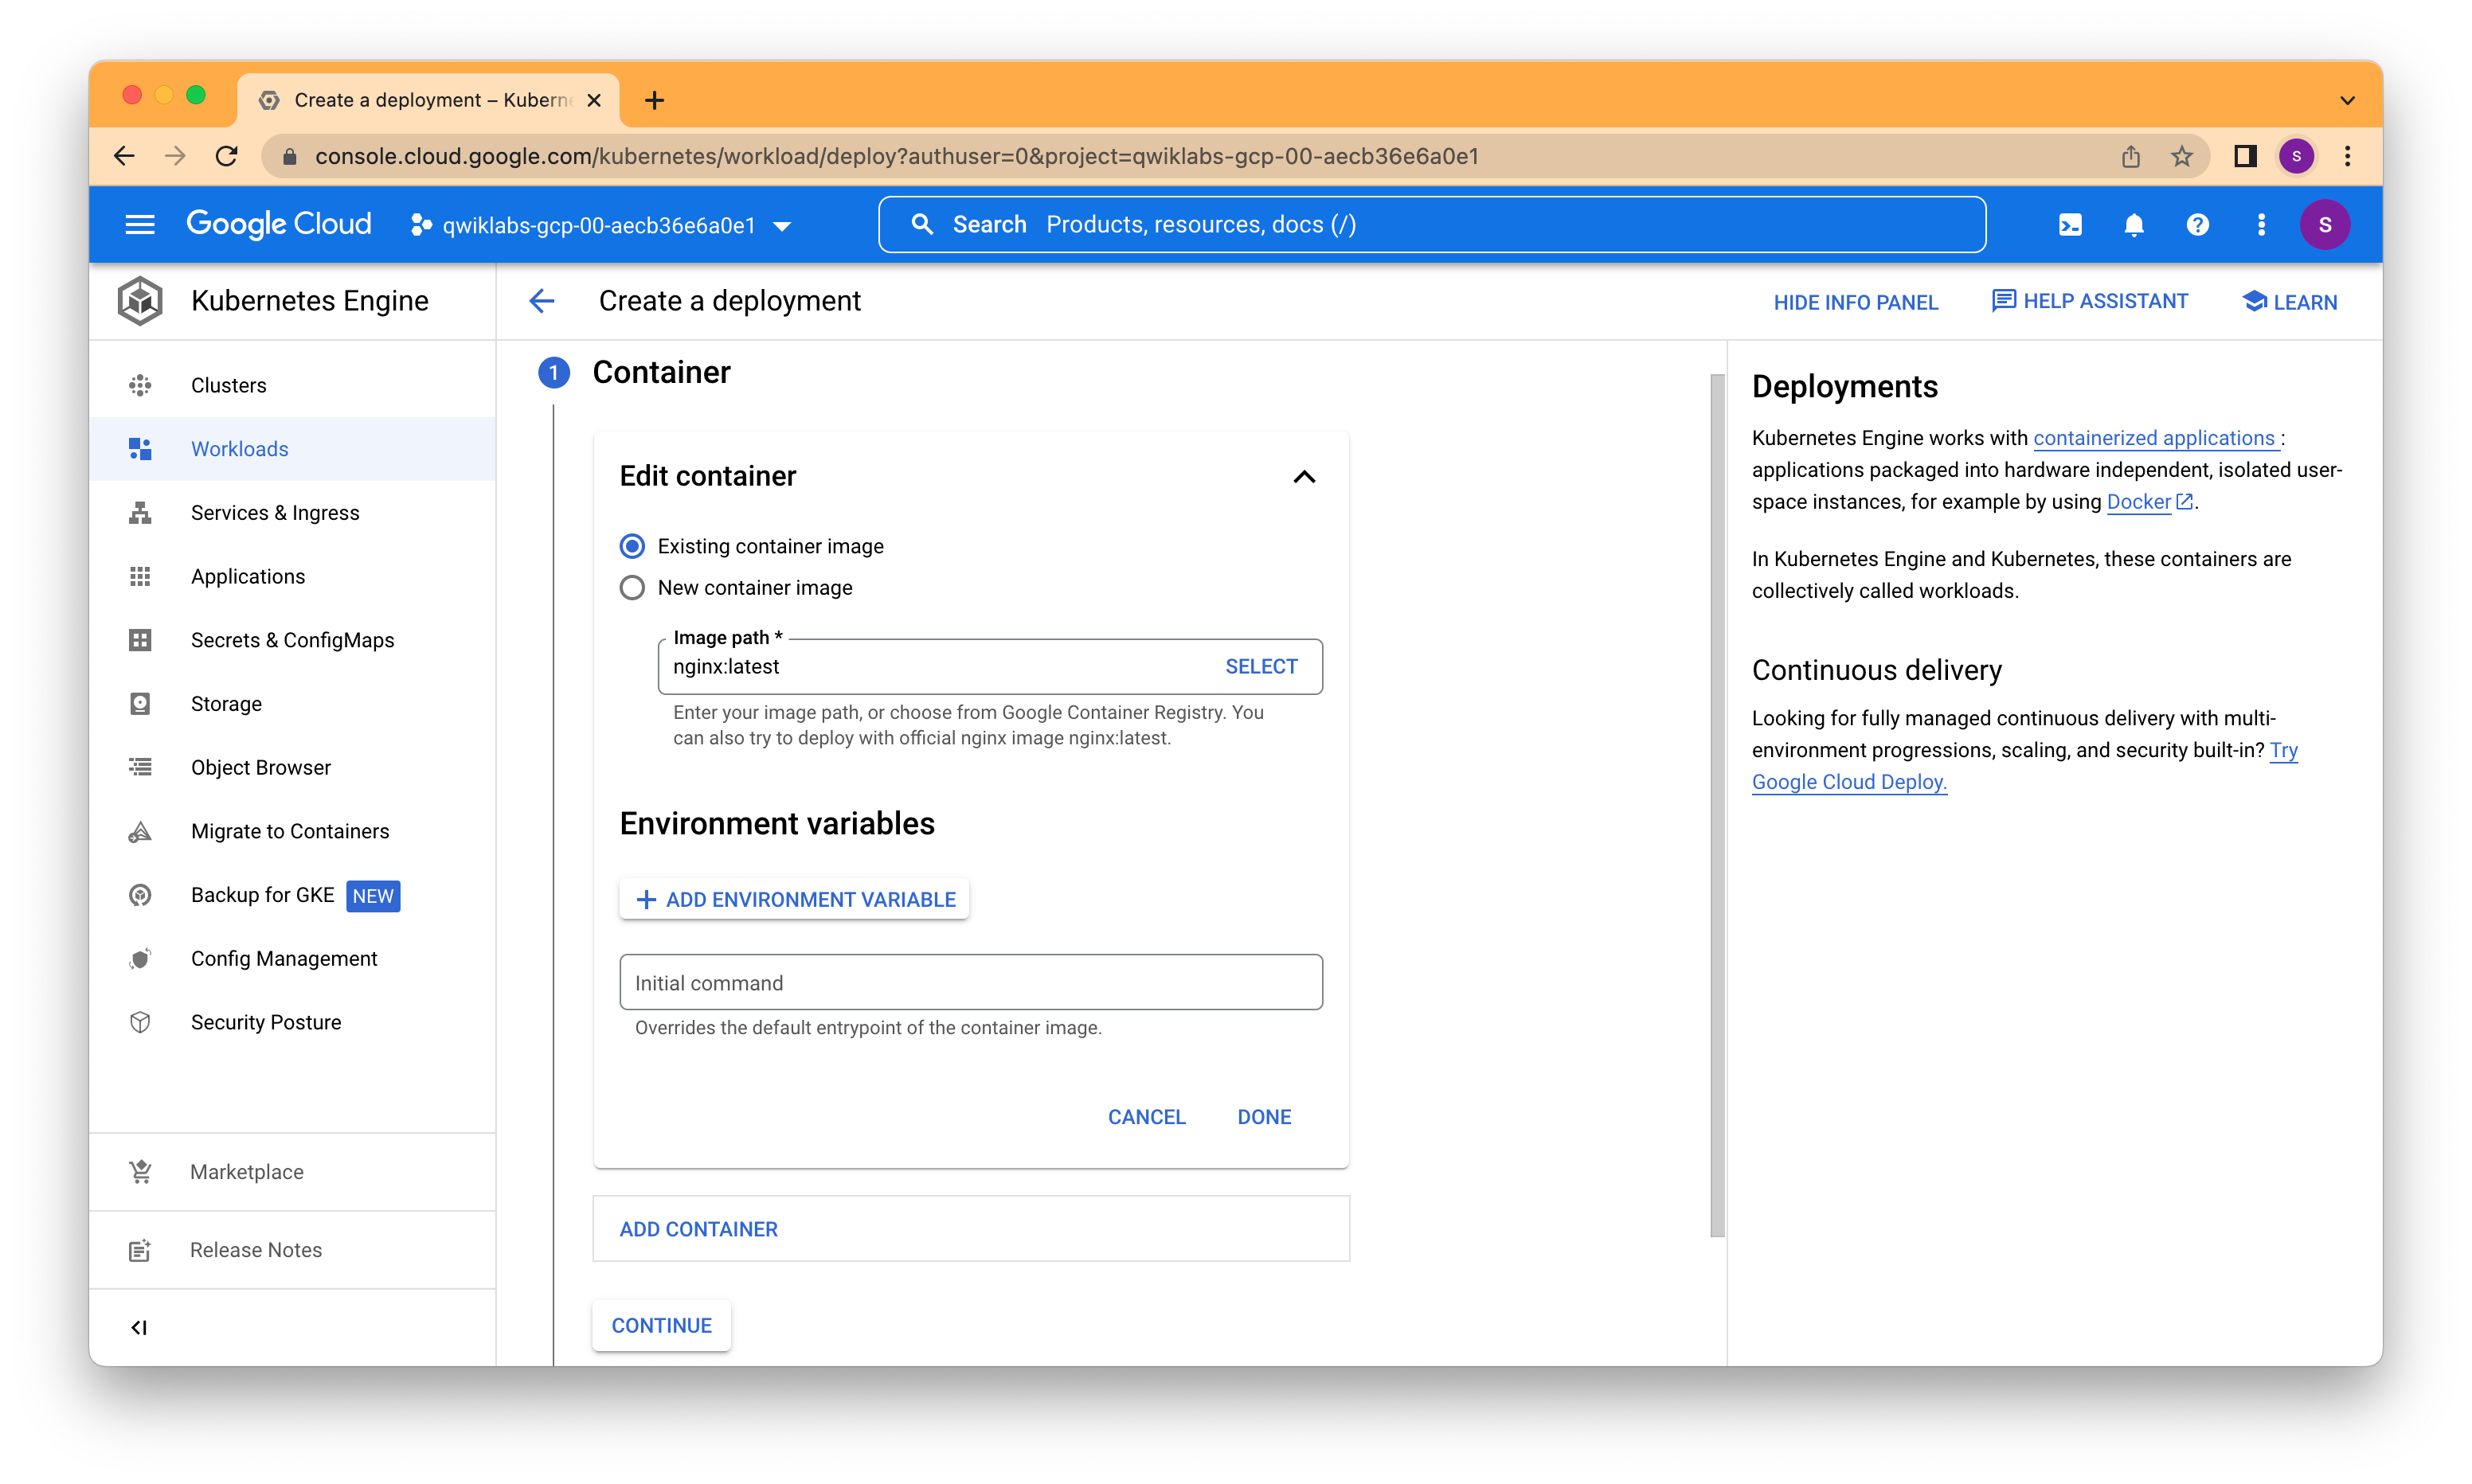 Create a deployment – Kubern
console.cloud.google.com/kubernetes/workload/deploy?authuser=0&project=qwiklabs-gcp-00-aecb36e6a0e1
S
Google Cloud
qwiklabs-gcp-00-aecb36e6a0e1
Search Products, resources, docs (/)
S
Kubernetes Engine
Clusters
Workloads
Services & Ingress
Applications
Secrets & ConfigMaps
Storage
Object Browser
Migrate to Containers
Backup for GKE NEW
Config Management
Security Posture
Marketplace
Release Notes
Create a deployment
HIDE INFO PANEL
HELP ASSISTANT
LEARN
1 Container
Edit container
Existing container image
New container image
Image path *
nginx:latest SELECT
Enter your image path, or choose from Google Container Registry. You
can also try to deploy with official nginx image nginx:latest.
Environment variables
ADD ENVIRONMENT VARIABLE
Initial command
Overrides the default entrypoint of the container image.
CANCEL DONE
ADD CONTAINER
CONTINUE
Deployments
Kubernetes Engine works with containerized applications :
applications packaged into hardware independent, isolated user-
space instances, for example by using Docker.
In Kubernetes Engine and Kubernetes, these containers are
collectively called workloads.
Continuous delivery
Looking for fully managed continuous delivery with multi-
environment progressions, scaling, and security built-in? Try
Google Cloud Deploy.